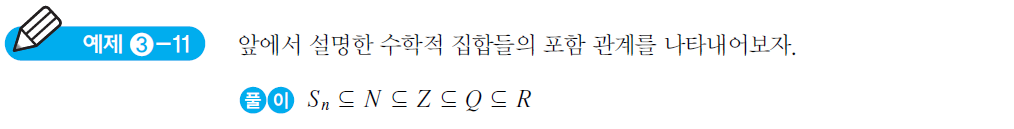 예제 ❸-11 앞에서 설명한 수학적 집합들의 포함 관계를 나타내어보자.
풀이 Sₙ ⊆ N ⊆ Z ⊆ Q ⊆ R